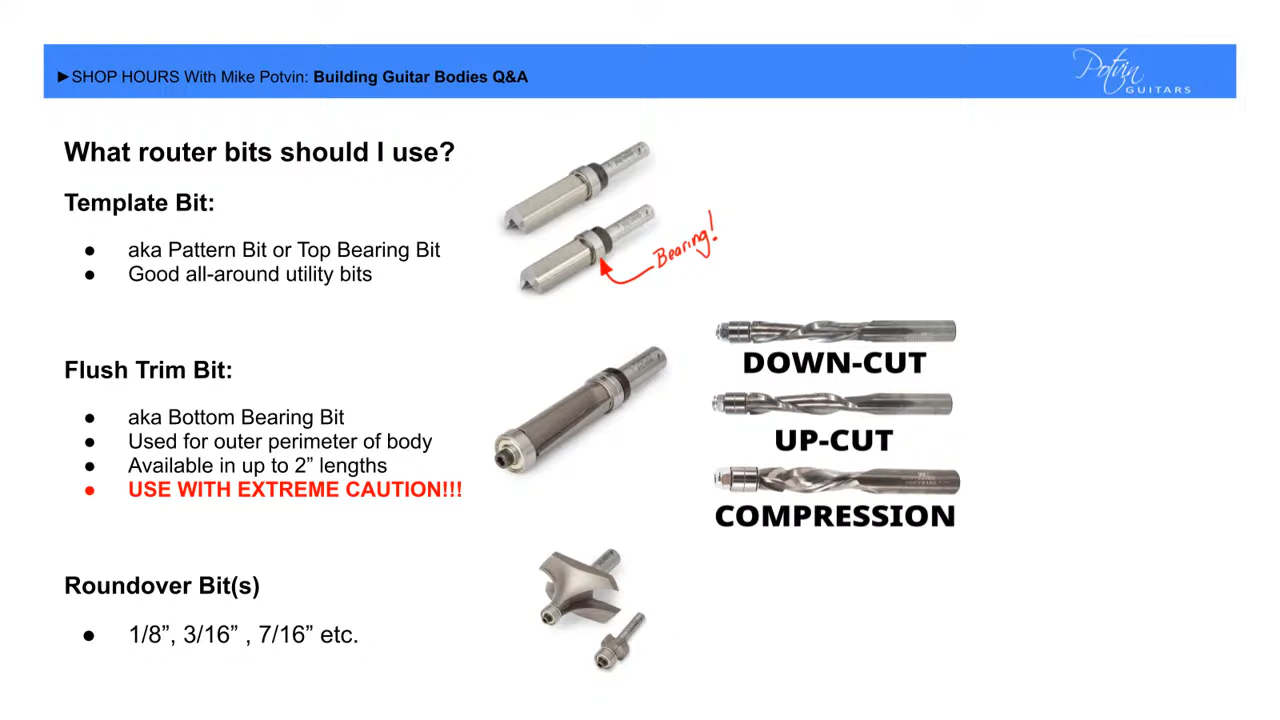 ►SHOP HOURS With Mike Potvin: Building Guitar Bodies Q&A
Potvin
GUITARS
What router bits should I use?
Template Bit:
● aka Pattern Bit or Top Bearing Bit
● Good all-around utility bits
Bearing!
Flush Trim Bit:
● aka Bottom Bearing Bit
● Used for outer perimeter of body
● Available in up to 2” lengths
● USE WITH EXTREME CAUTION!!!
DOWN-CUT
UP-CUT
COMPRESSION
Roundover Bit(s)
● 1/8”, 3/16” , 7/16” etc.